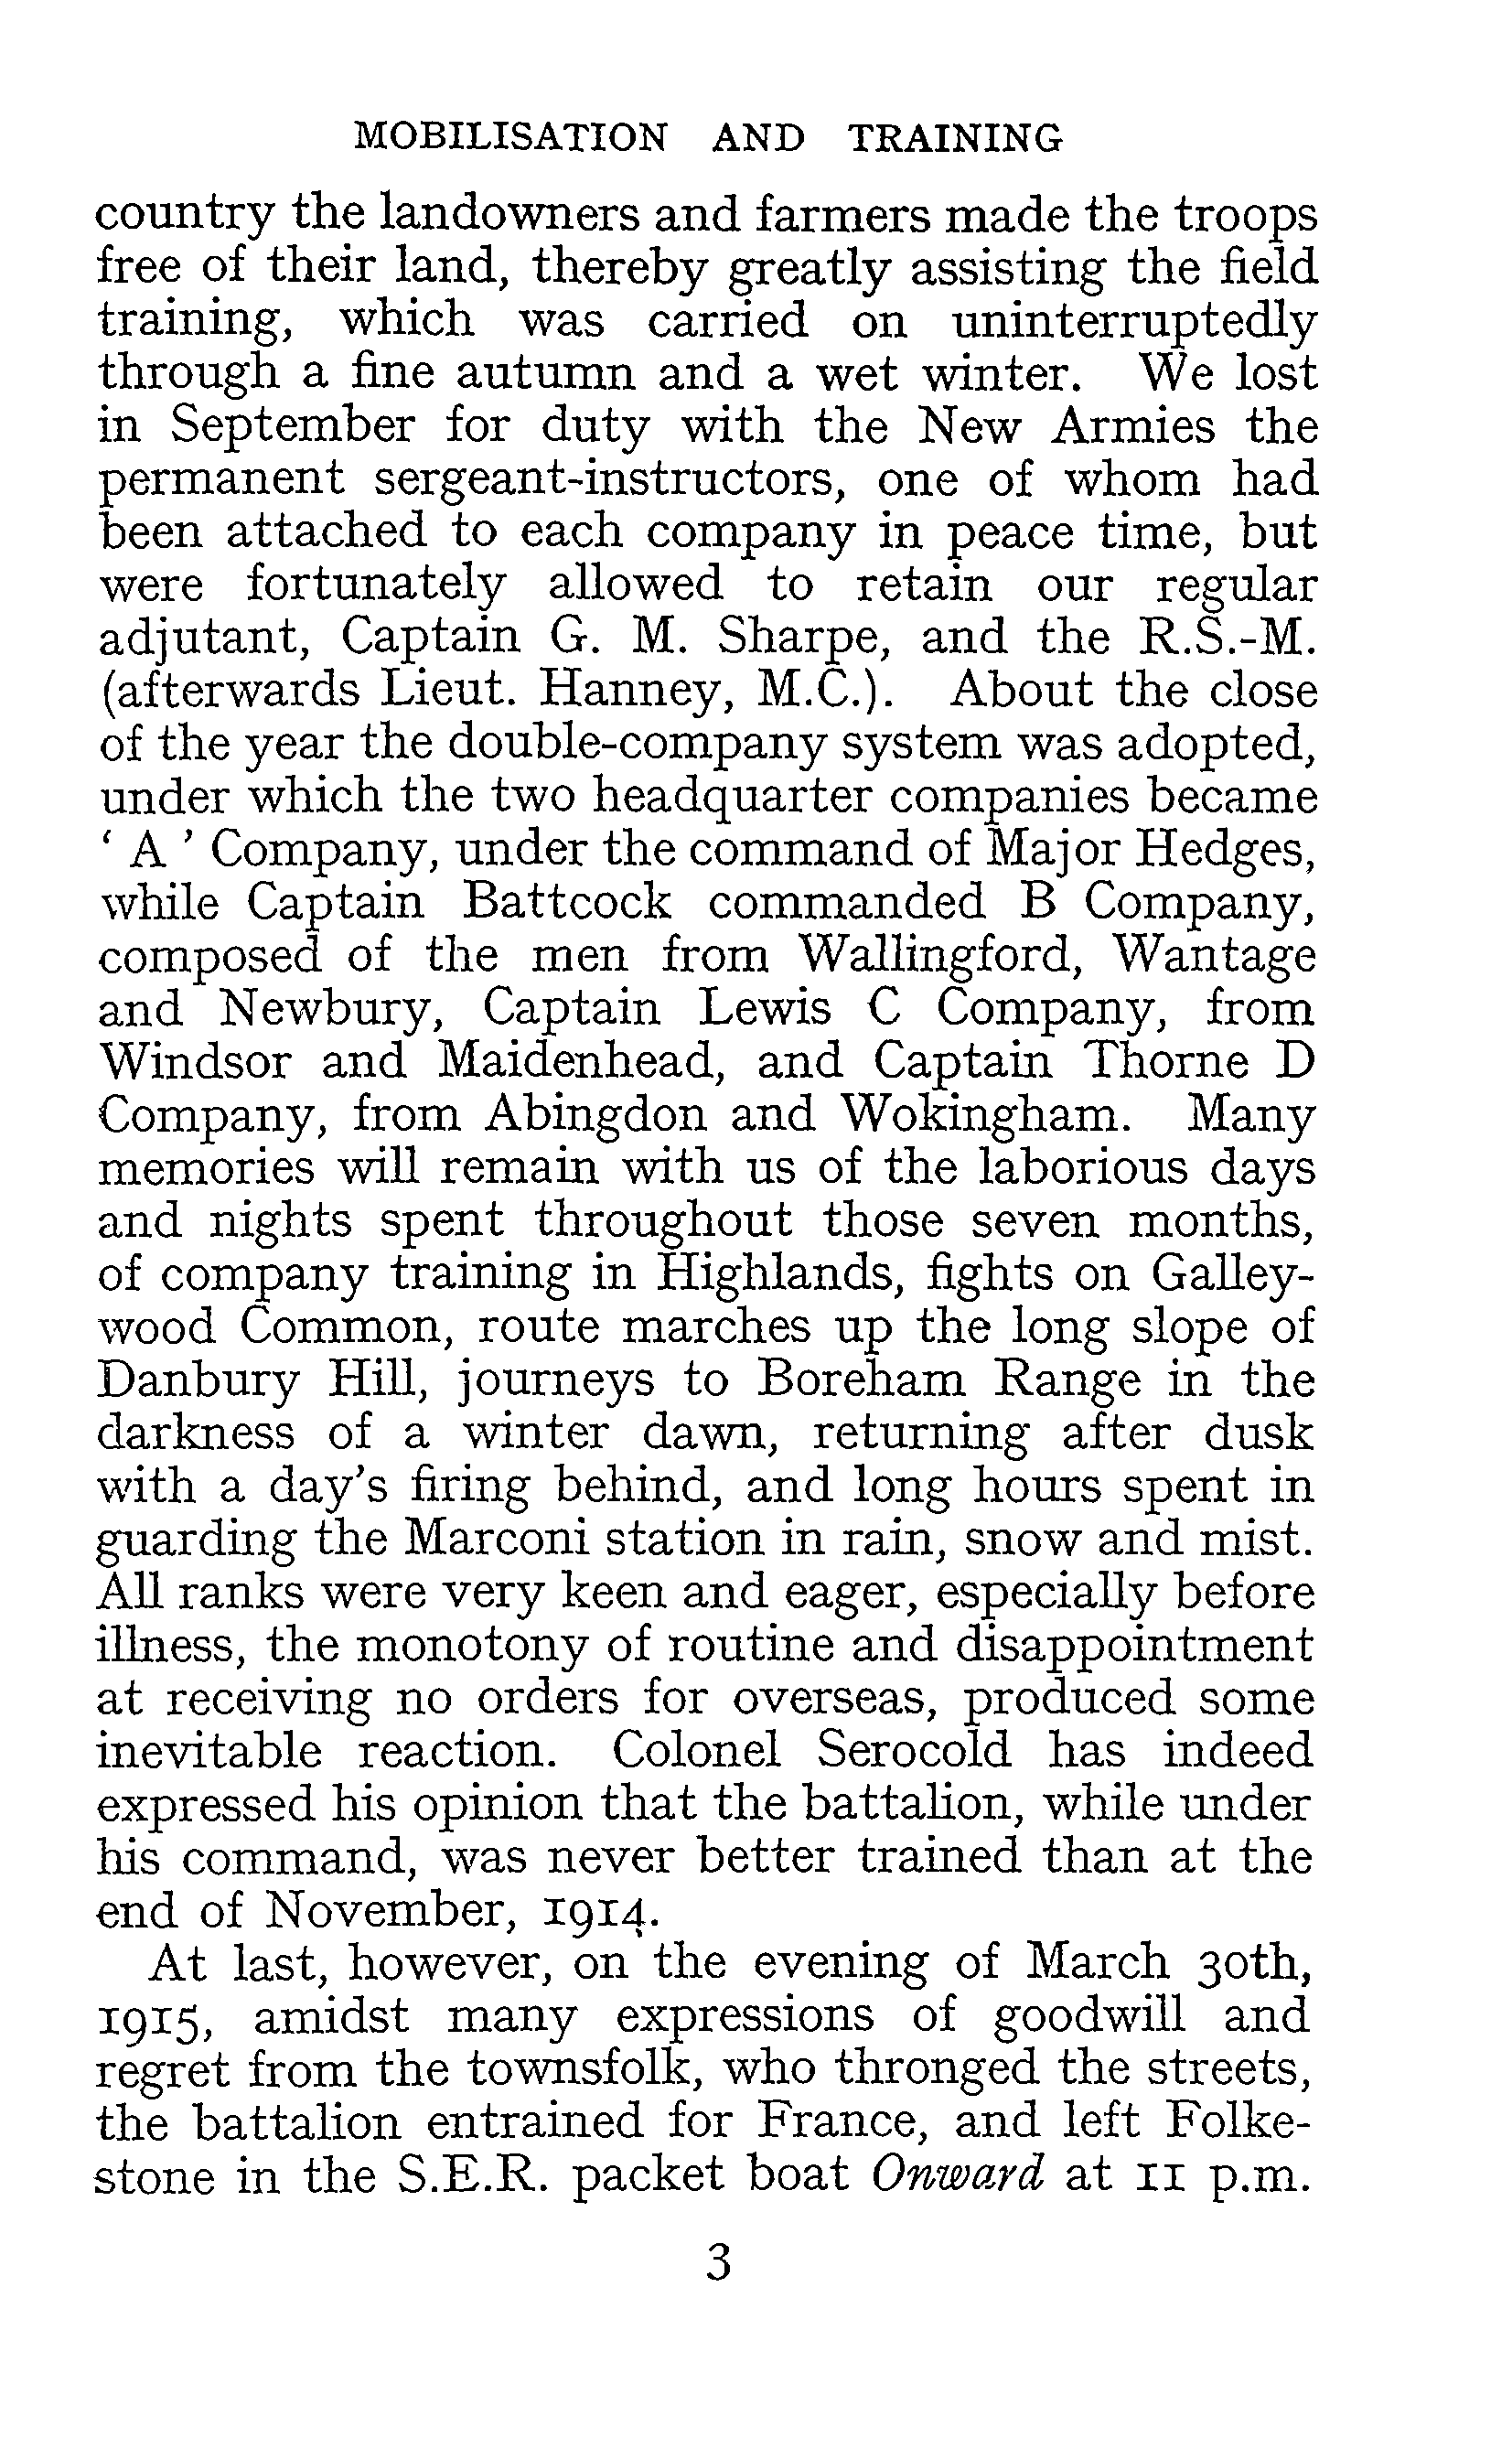 MOBILISATION AND TRAINING
country the landowners and farmers made the troops
free of their land, thereby greatly assisting the field
training, which was carried on uninterruptedly
through a fine autumn and a wet winter. We lost
in September for duty with the New Armies the
permanent sergeant-instructors, one of whom had
been attached to each company in peace time, but
were fortunately allowed to retain our regular
adjutant, Captain G. M. Sharpe, and the R.S.-M.
(afterwards Lieut. Hanney, M.C.). About the close
of the year the double-company system was adopted,
under which the two headquarter companies became
‘ A ’ Company, under the command of Major Hedges,
while Captain Battcock commanded B Company,
composed of the men from Wallingford, Wantage
and Newbury, Captain Lewis C Company, from
Windsor and Maidenhead, and Captain Thorne D
Company, from Abingdon and Wokingham. Many
memories will remain with us of the laborious days
and nights spent throughout those seven months,
of company training in Highlands, fights on Galley-
wood Common, route marches up the long slope of
Danbury Hill, journeys to Boreham Range in the
darkness of a winter dawn, returning after dusk
with a day's firing behind, and long hours spent in
guarding the Marconi station in rain, snow and mist.
All ranks were very keen and eager, especially before
illness, the monotony of routine and disappointment
at receiving no orders for overseas, produced some
inevitable reaction. Colonel Serocold has indeed
expressed his opinion that the battalion, while under
his command, was never better trained than at the
end of November, 1914.
At last, however, on the evening of March 30th,
1915, amidst many expressions of goodwill and
regret from the townsfolk, who thronged the streets,
the battalion entrained for France, and left Folke-
stone in the S.E.R. packet boat Onward at 11 p.m.
3